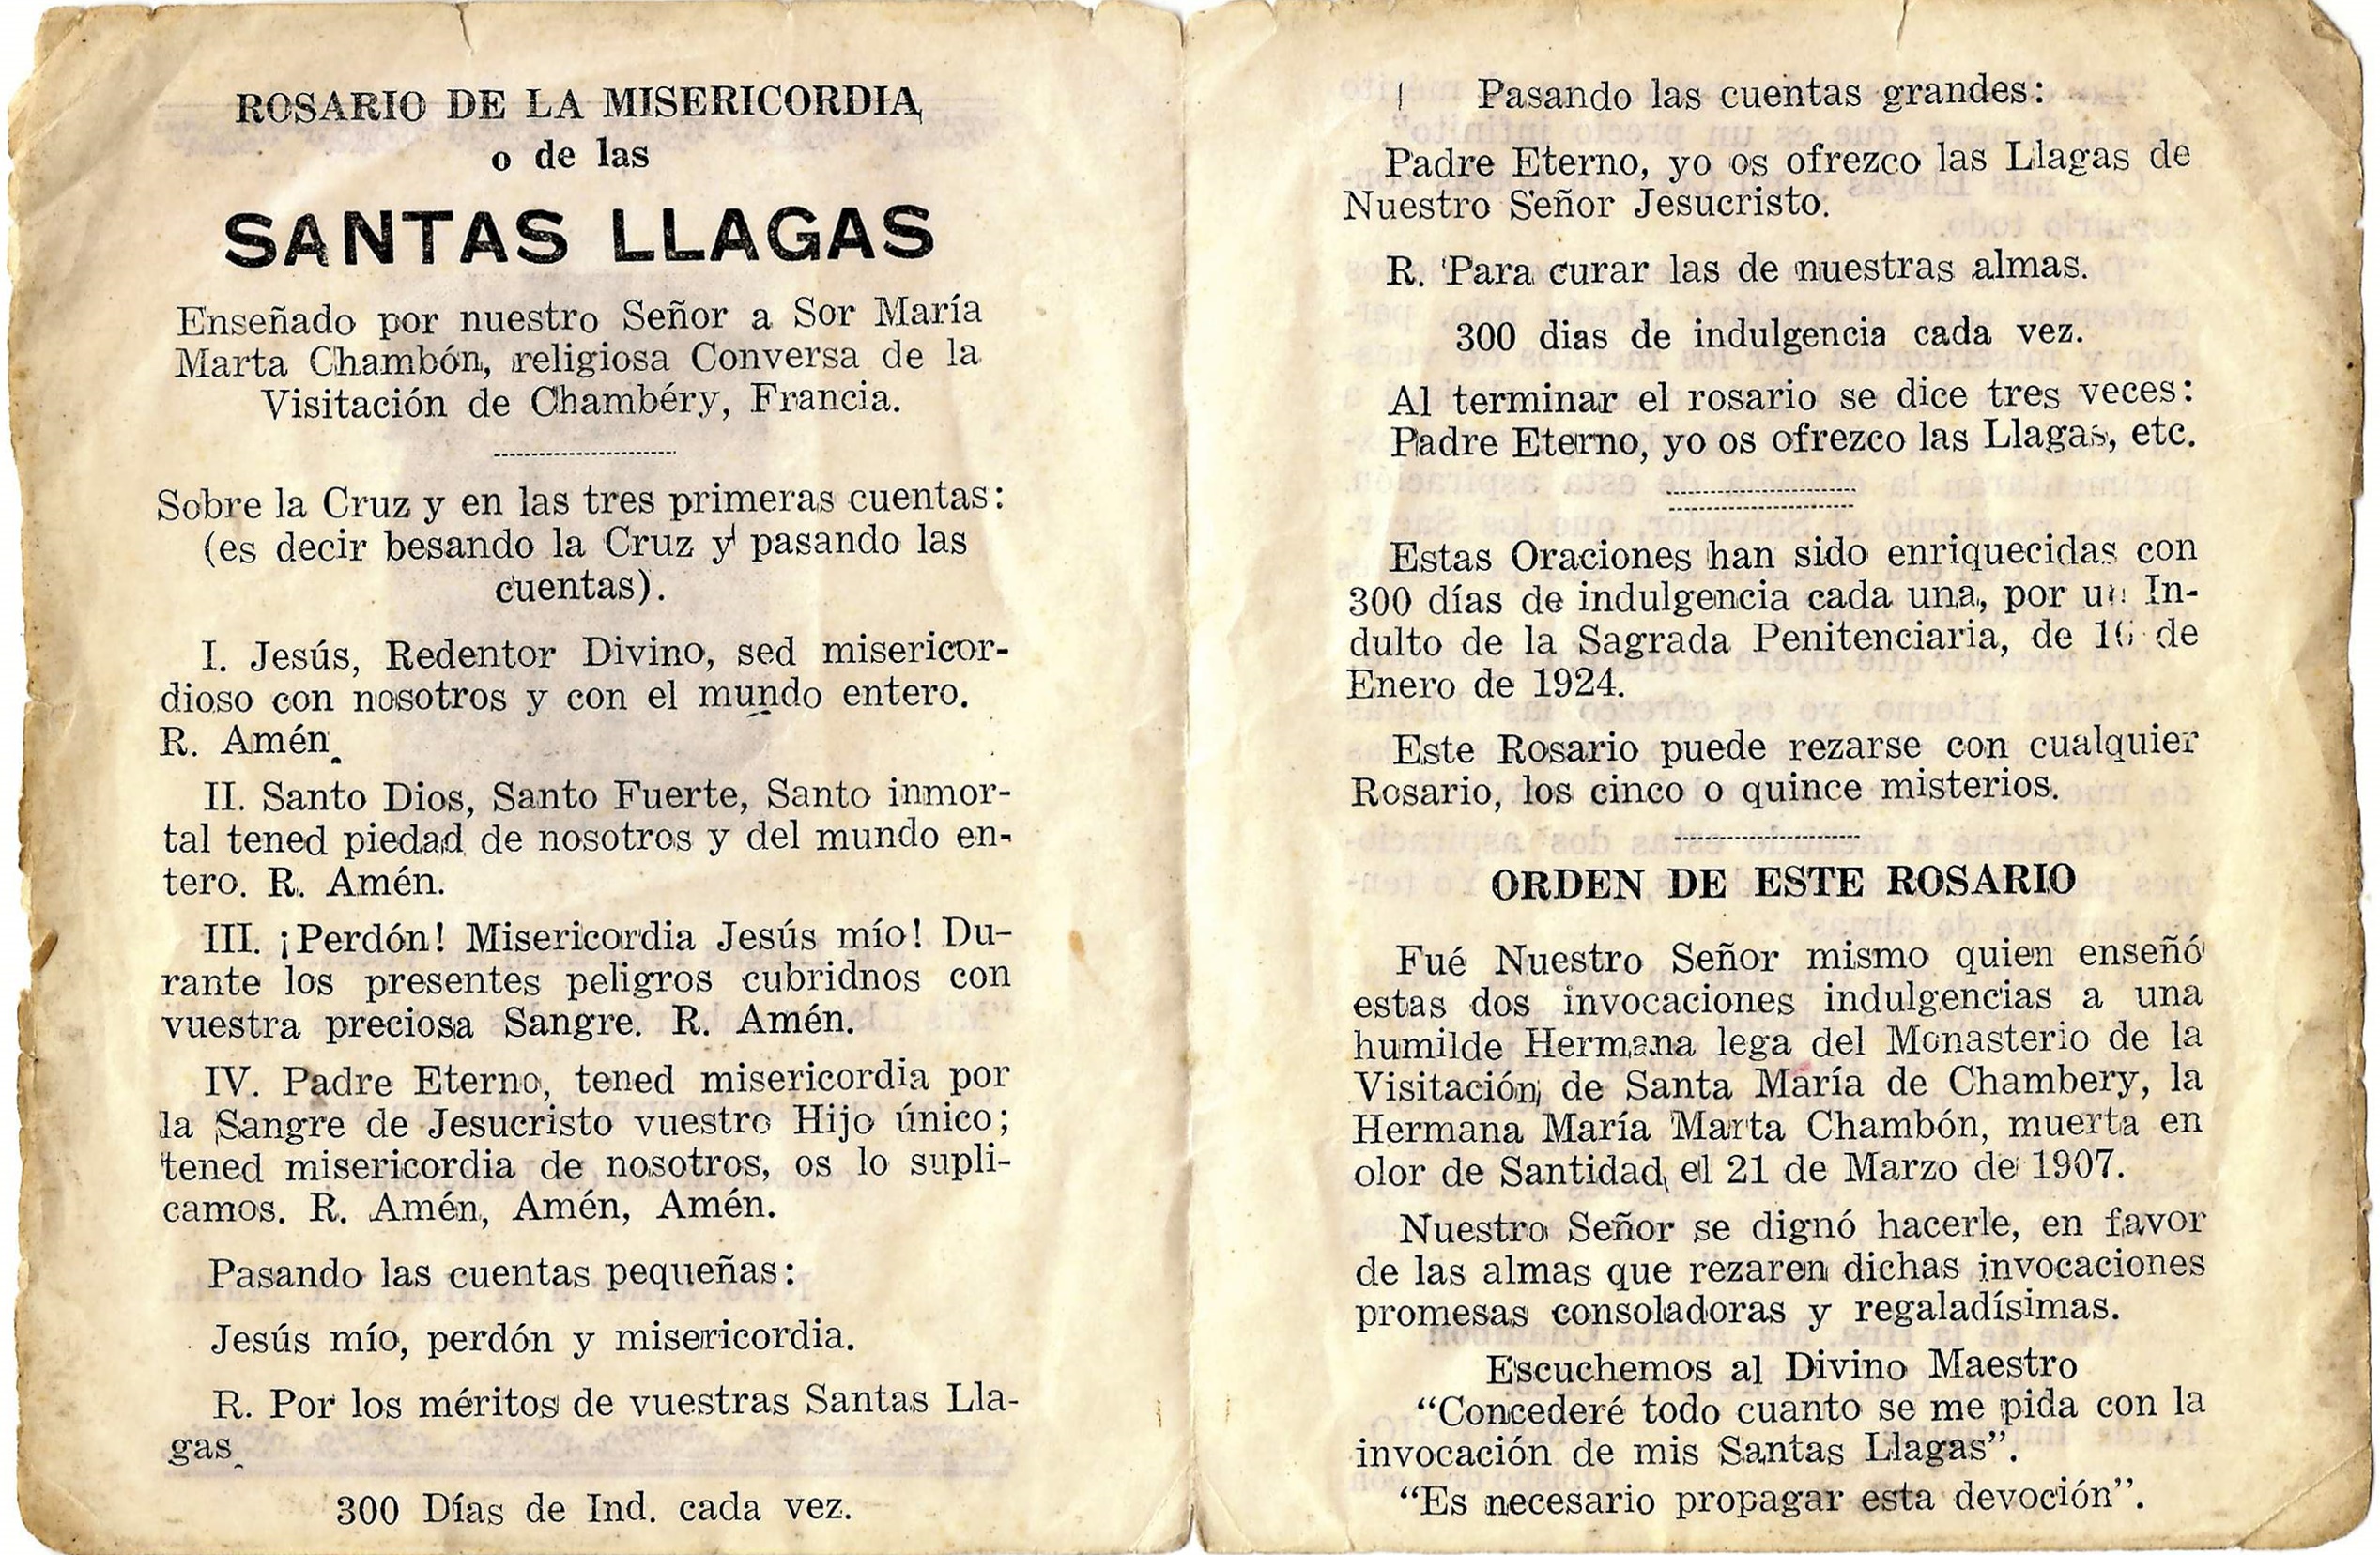 ROSARIO DE LA MISERICORDIA
o de las
SANTAS LLAGAS
Enseñado por nuestro Señor a Sor María
Marta Chambón, religiosa Conversa de la
Visitación de Chambéry, Francia.
Sobre la Cruz y en las tres primeras cuentas:
(es decir besando la Cruz y pasando las
cuentas).
I. Jesús, Redentor Divino, sed misericor-
dioso con nosotros y con el mundo entero.
R. Amén.
II. Santo Dios, Santo Fuerte, Santo inmor-
tal tened piedad de nosotros y del mundo en-
tero. R. Amén.
III. ¡Perdón! Misericordia Jesús mío! Du-
rante los presentes peligros cubridnos con
vuestra preciosa Sangre. R. Amén.
IV. Padre Eterno, tened misericordia por
la Sangre de Jesucristo vuestro Hijo único;
tened misericordia de nosotros, os lo supli-
camos. R. Amén, Amén, Amén.
Pasando las cuentas pequeñas:
Jesús mío, perdón y misericordia.
R. Por los méritos de vuestras Santas Lla-
gas.
300 Días de Ind. cada vez.
Pasando las cuentas grandes:
Padre Eterno, yo os ofrezco las Llagas de
Nuestro Señor Jesucristo.
R. Para curar las de nuestras almas.
300 dias de indulgencia cada vez.
Al terminar el rosario se dice tres veces:
Padre Eterno, yo os ofrezco las Llagas, etc.
Estas Oraciones han sido enriquecidas con
300 días de indulgencia cada una, por un In-
dulto de la Sagrada Penitenciaria, de 16 de
Enero de 1924.
Este Rosario puede rezarse con cualquier
Rosario, los cinco o quince misterios.
ORDEN DE ESTE ROSARIO
Fué Nuestro Señor mismo quien enseñó
estas dos invocaciones indulgencias a una
humilde Hermana lega del Monasterio de la
Visitación de Santa María de Chambery, la
Hermana María Marta Chambón, muerta en
olor de Santidad, el 21 de Marzo de 1907.
Nuestro Señor se dignó hacerle, en favor
de las almas que rezaren dichas invocaciones
promesas consoladoras y regaladísimas.
Escuchemos al Divino Maestro
“Concederé todo cuanto se me pida con la
invocación de mis Santas Llagas”.
“Es necesario propagar esta devoción”.